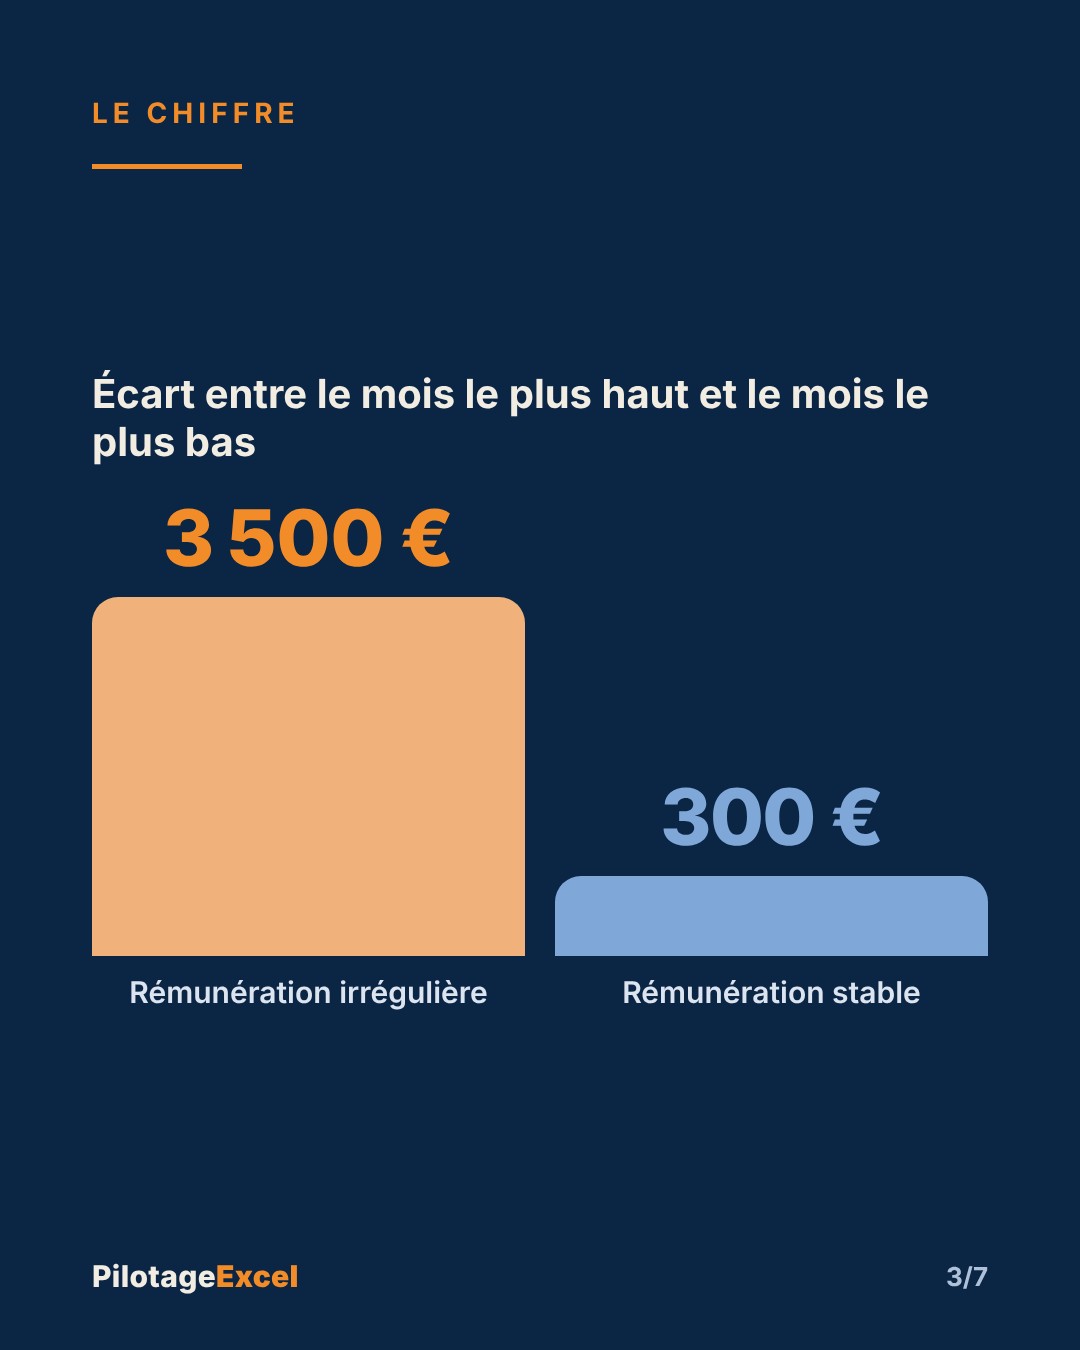 LE CHIFFRE
Écart entre le mois le plus haut et le mois le
plus bas
3 500 €
300 €
Rémunération irrégulière
Rémunération stable
PilotageExcel
3/7